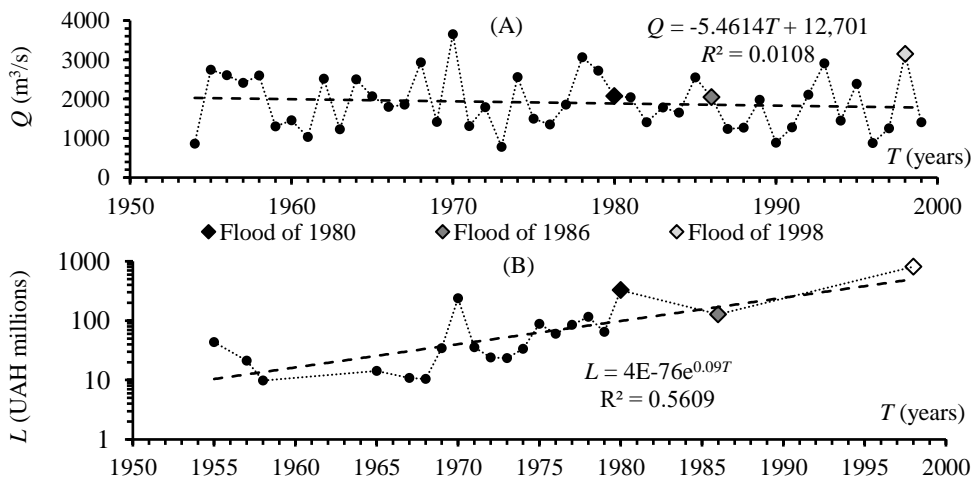 (A)
Q = -5.4614T + 12,701
R² = 0.0108
Q (m³/s)
4000
3000
2000
1000
0
T (years)
1950 1960 1970 1980 1990 2000
Flood of 1980 Flood of 1986 Flood of 1998
(B)
L (UAH millions)
1000
100
10
1
L = 4E-76e^0.09T
R² = 0.5609
T (years)
1950 1955 1960 1965 1970 1975 1980 1985 1990 1995 2000